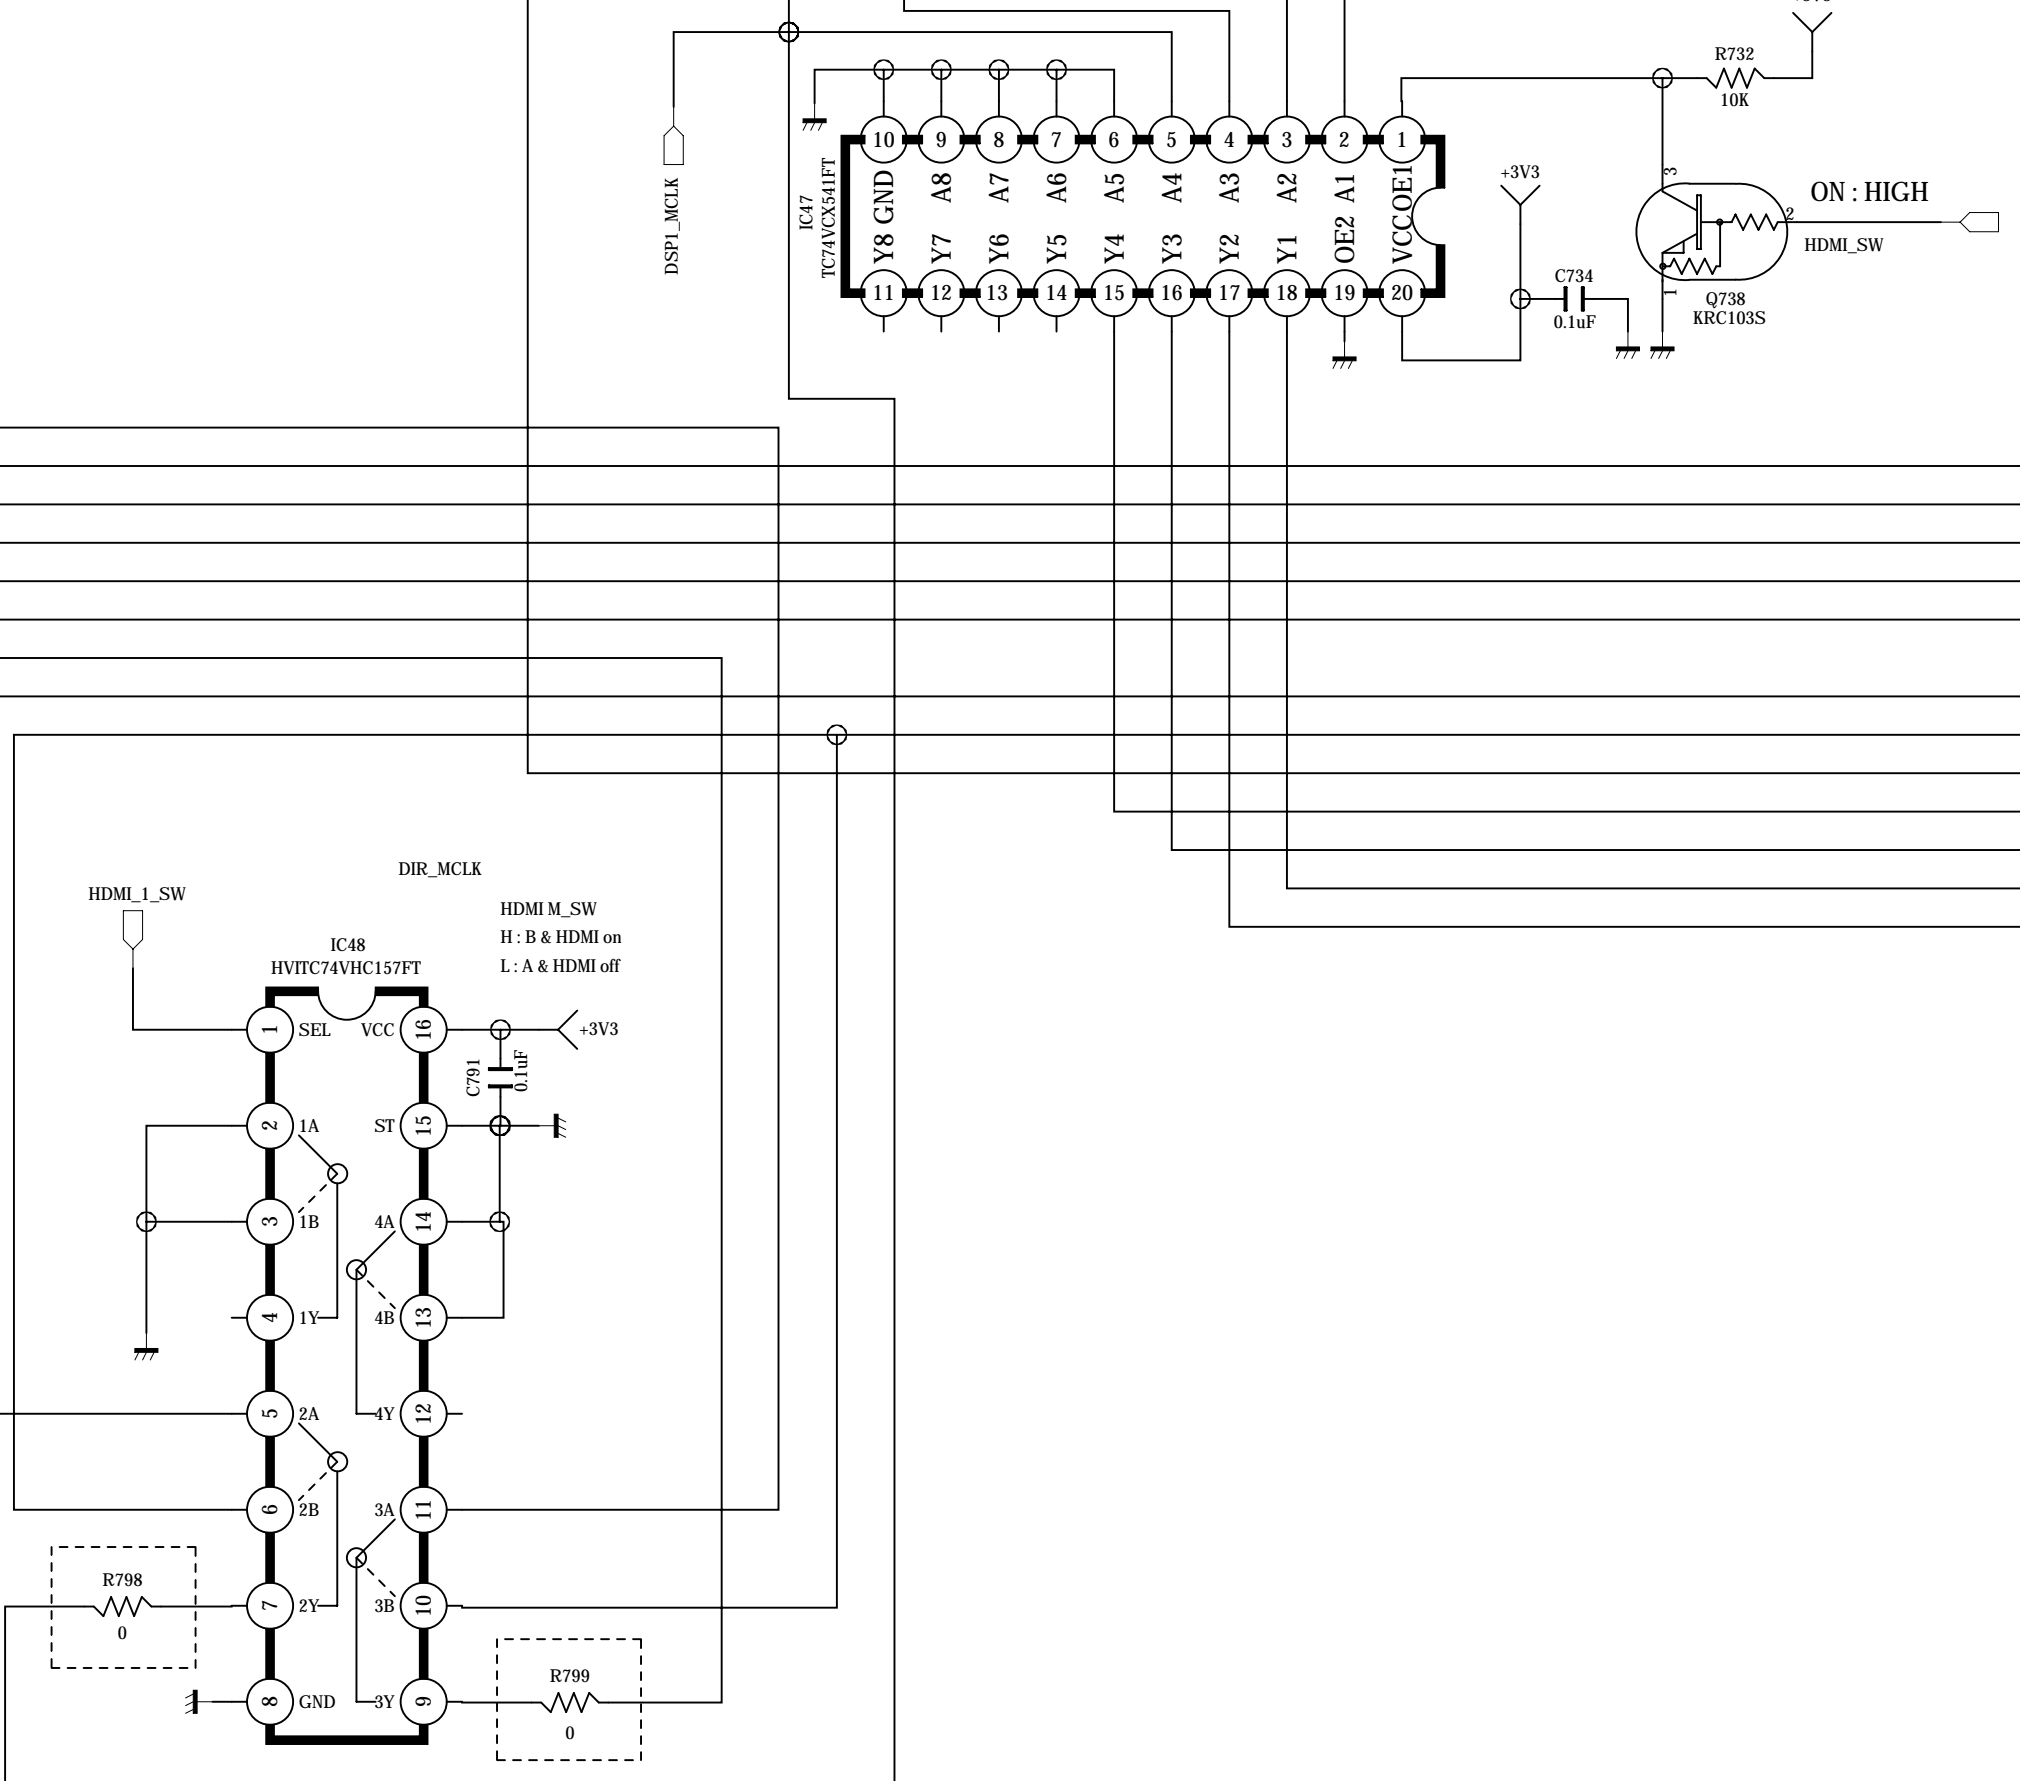 R732
10K
10 9 8 7 6 5 4 3 2 1
DSP1_MCLK
IC47
TC74VCX541FT
GND A8 A7 A6 A5 A4 A3 A2 A1 OE1
Y8 Y7 Y6 Y5 Y4 Y3 Y2 Y1 OE2 VCC
11 12 13 14 15 16 17 18 19 20
+3V3
C734
0.1uF
3
2
1
ON : HIGH
HDMI_SW
Q738
KRC103S
DIR_MCLK
HDMI_1_SW
HDMI M_SW
H : B & HDMI on
L : A & HDMI off
IC48
HVITC74VHC157FT
1 SEL VCC 16
+3V3
C791
0.1uF
2 1A ST 15
3 1B 4A 14
4 1Y 4B 13
5 2A 4Y 12
6 2B 3A 11
R798
0
7 2Y 3B 10
8 GND 3Y 9
R799
0